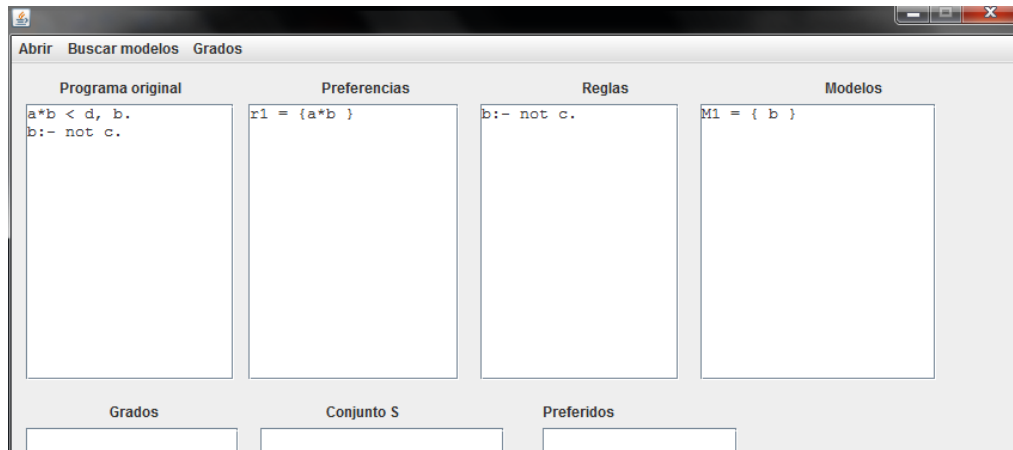 Abrir Buscar modelos Grados
Programa original Preferencias Reglas Modelos
a*b < d, b. r1 = {a*b } b:- not c. M1 = { b }
b:- not c.
Grados Conjunto S Preferidos